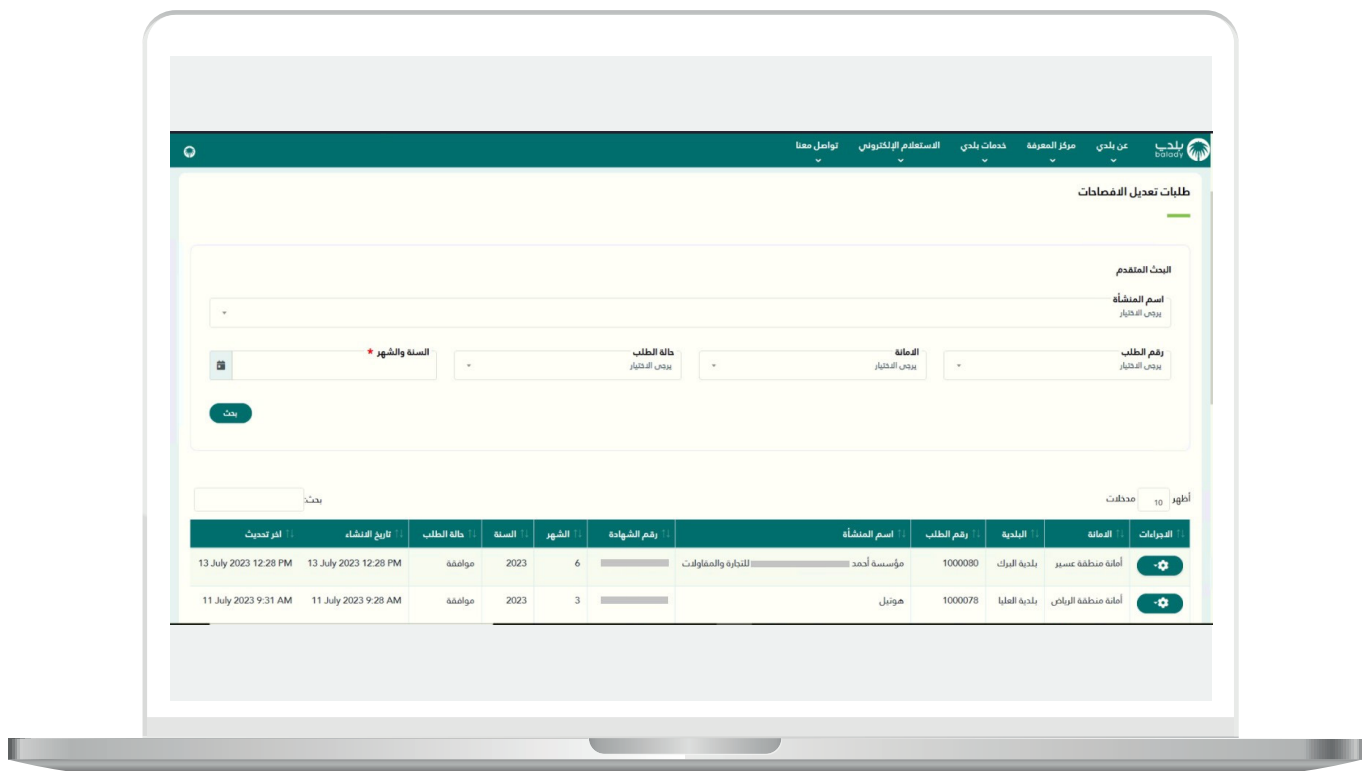 بلدي
balady
عن بلدي مركز المعرفة خدمات بلدي الاستعلام الإلكتروني تواصل معنا
طلبات تعديل الافصاحات
البحث المتقدم
اسم المنشأة
يرجى الاختيار
رقم الطلب الامانة حالة الطلب السنة والشهر *
يرجى الاختيار يرجى الاختيار يرجى الاختيار
بحث
أظهر 10 مدخلات بحث:
الاجراءات الامانة البلدية رقم الطلب اسم المنشأة رقم الشهادة الشهر السنة حالة الطلب تاريخ الانشاء اخر تحديث
أمانة منطقة عسير بلدية البرك 1000080 مؤسسة أحمد للتجارة والمقاولات 6 2023 موافقة 13 July 2023 12:28 PM 13 July 2023 12:28 PM
أمانة منطقة الرياض بلدية العليا 1000078 هوتيل 3 2023 موافقة 11 July 2023 9:28 AM 11 July 2023 9:31 AM